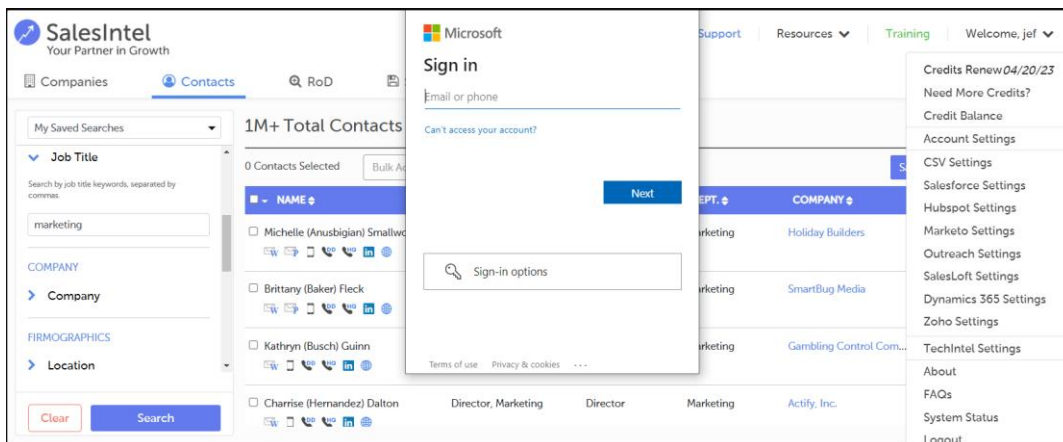 SalesIntel
Your Partner in Growth
Support
Resources
Training
Welcome, jef
Companies
Contacts
RoD
Microsoft
Sign in
Email or phone
Can't access your account?
Next
Sign-in options
Terms of use Privacy & cookies ...
My Saved Searches
Job Title
Search by job title keywords, separated by
commas.
marketing
COMPANY
Company
FIRMOGRAPHICS
Location
Clear
Search
1M+ Total Contacts
0 Contacts Selected
NAME
COMPANY
Michelle (Anusbigian)
Holiday Builders
Brittany (Baker) Fleck
SmartBug Media
Kathryn (Busch) Guinn
Gambling Control Com...
Charrise (Hernandez) Dalton
Director, Marketing
Director
Marketing
Actify, Inc.
Credits Renew 04/20/23
Need More Credits?
Credit Balance
Account Settings
CSV Settings
Salesforce Settings
Hubspot Settings
Marketo Settings
Outreach Settings
SalesLoft Settings
Dynamics 365 Settings
Zoho Settings
TechIntel Settings
About
FAQs
System Status
Logout